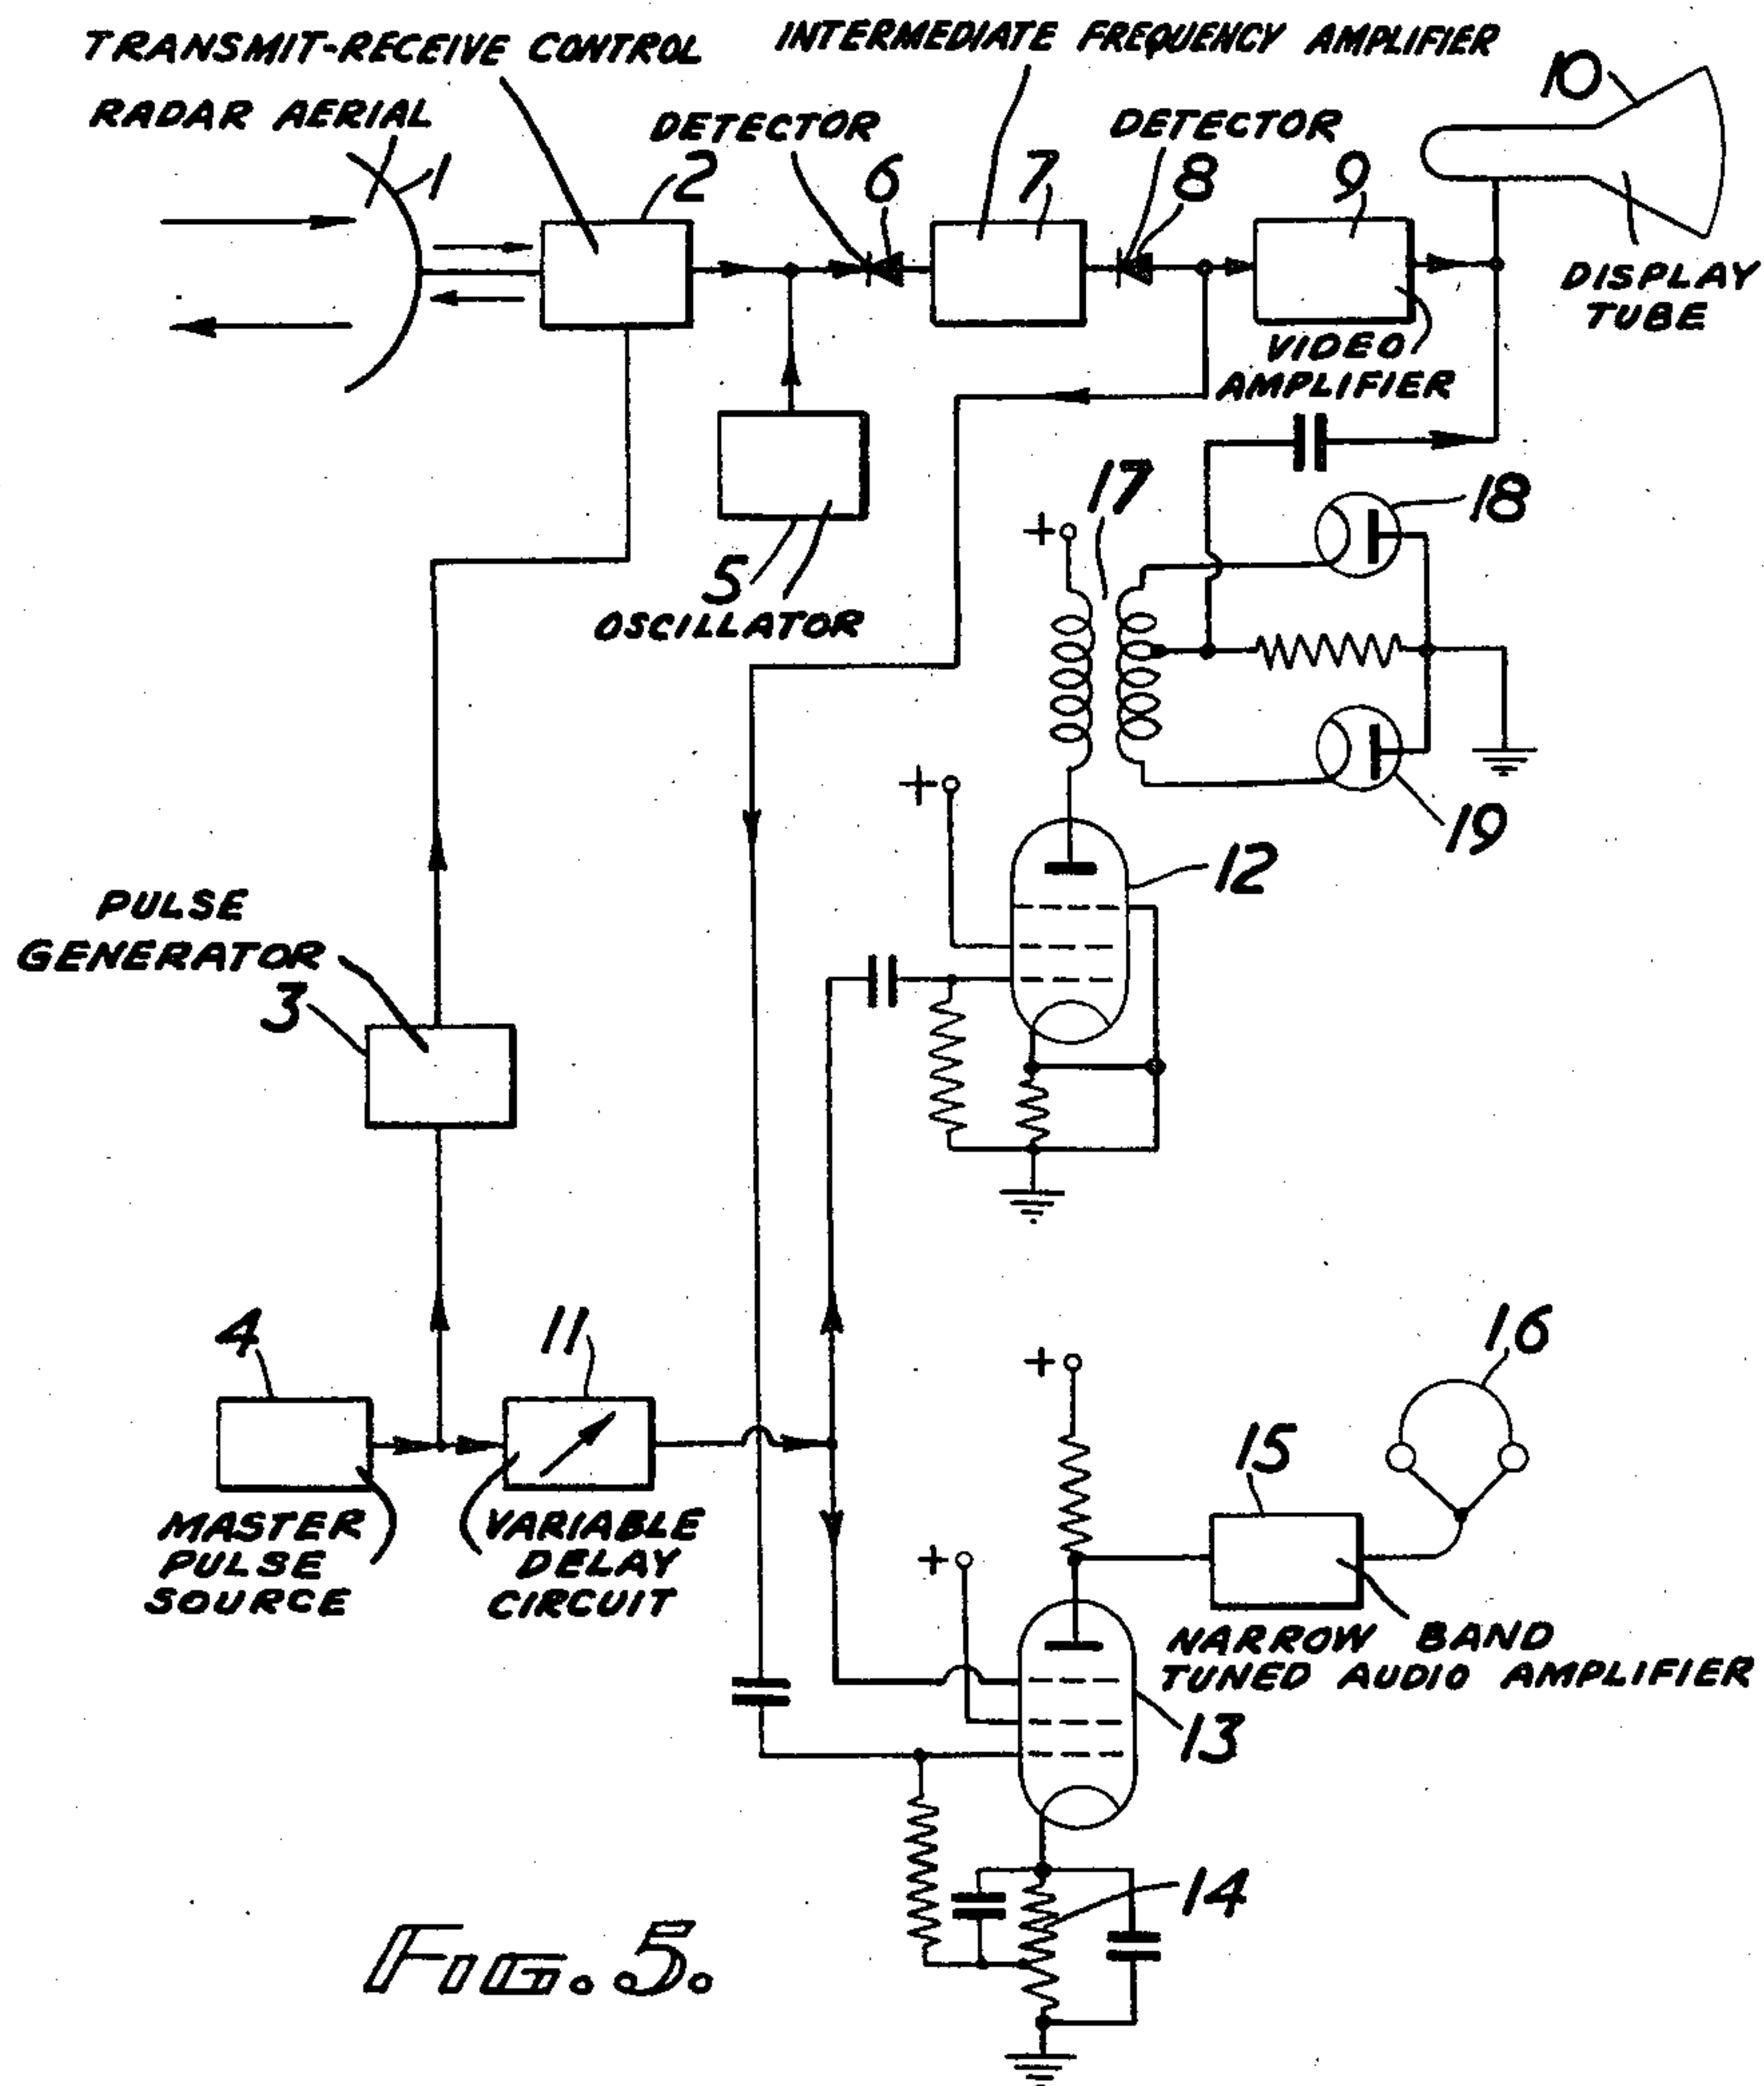 TRANSMIT-RECEIVE CONTROL
INTERMEDIATE FREQUENCY AMPLIFIER
10
RADAR AERIAL
DETECTOR
DETECTOR
1
2
6
7
8
9
DISPLAY
TUBE
VIDEO
AMPLIFIER
17
18
+
5
OSCILLATOR
+
19
12
PULSE
GENERATOR
3
4
11
16
+
15
MASTER
PULSE
SOURCE
VARIABLE
DELAY
CIRCUIT
+
NARROW BAND
TUNED AUDIO AMPLIFIER
13
14
FIG. 5.